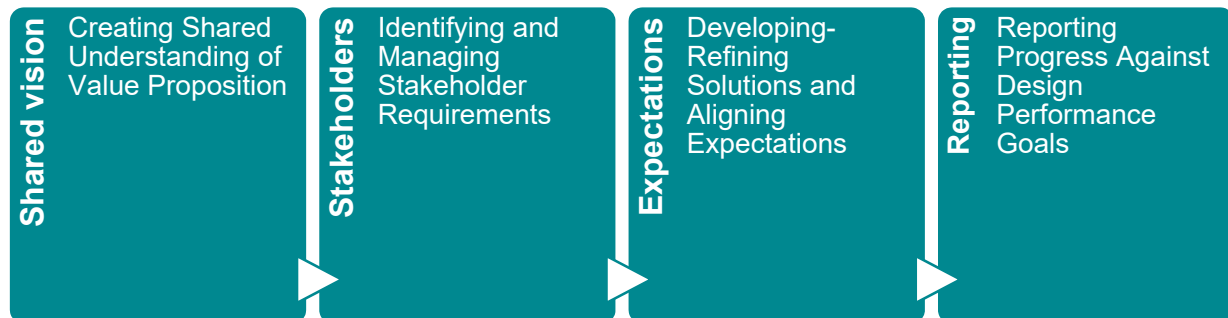 Shared vision
Creating Shared
Understanding of
Value Proposition
Stakeholders
Identifying and
Managing
Stakeholder
Requirements
Expectations
Developing-
Refining
Solutions and
Aligning
Expectations
Reporting
Reporting
Progress Against
Design
Performance
Goals